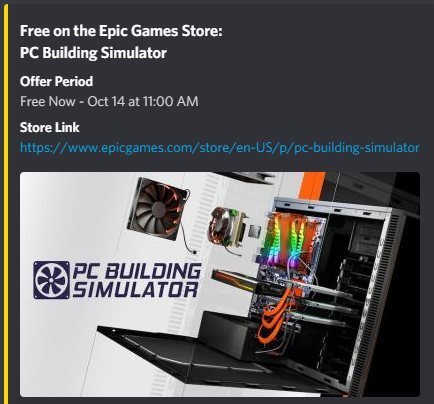 Free on the Epic Games Store:
PC Building Simulator
Offer Period
Free Now - Oct 14 at 11:00 AM
Store Link
https://www.epicgames.com/store/en-US/p/pc-building-simulator
PC BUILDING
SIMULATOR